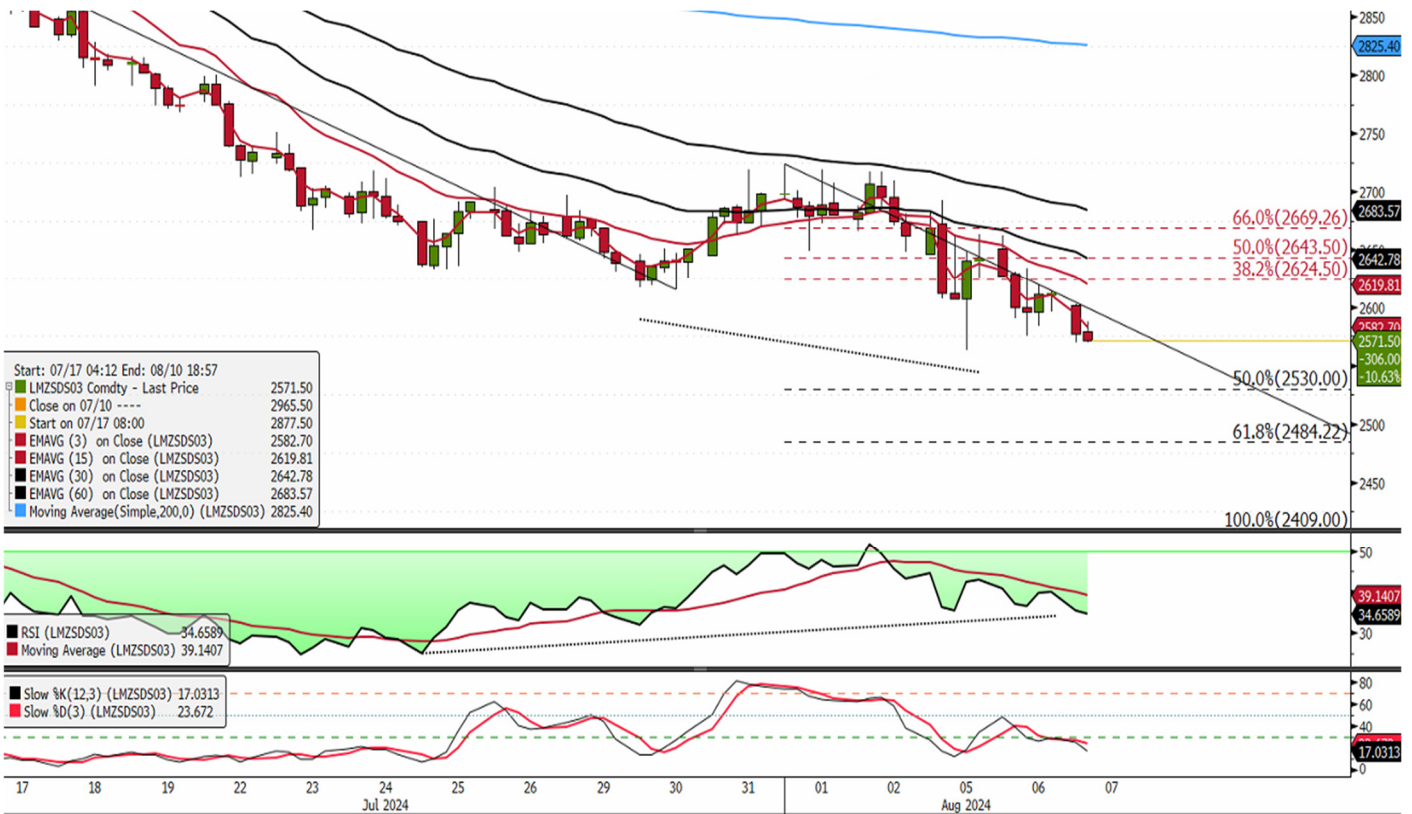 2850
2825.40
2800
2750
2700
66.0%(2669.26)
2683.57
50.0%(2643.50)
2650
2642.78
38.2%(2624.50)
2619.81
2600
2582.70
2571.50
-306.00
-10.63%
50.0%(2530.00)
2500
61.8%(2484.22)
2450
100.0%(2409.00)
Start: 07/17 04:12 End: 08/10 18:57
LMZSDS03 Comdty - Last Price 2571.50
Close on 07/10 ---- 2965.50
Start on 07/17 08:00 2877.50
EMAVG (3) on Close (LMZSDS03) 2582.70
EMAVG (15) on Close (LMZSDS03) 2619.81
EMAVG (30) on Close (LMZSDS03) 2642.78
EMAVG (60) on Close (LMZSDS03) 2683.57
Moving Average(Simple,200,0) (LMZSDS03) 2825.40
50
39.1407
34.6589
30
RSI (LMZSDS03) 34.6589
Moving Average (LMZSDS03) 39.1407
Slow %K(12,3) (LMZSDS03) 17.0313
Slow %D(3) (LMZSDS03) 23.672
80
60
40
17.0313
0
17 18 19 22 23 24 25 26 29 30 31 01 02 05 06 07
Jul 2024 Aug 2024